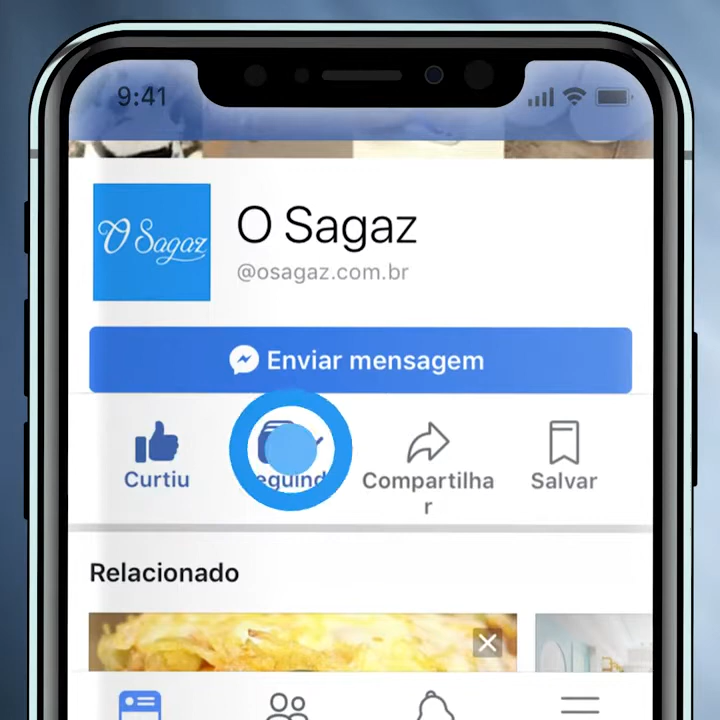 9:41
O Sagaz
O Sagaz
@osagaz.com.br
Enviar mensagem
Curtiu
Compartilha
r
Salvar
Relacionado